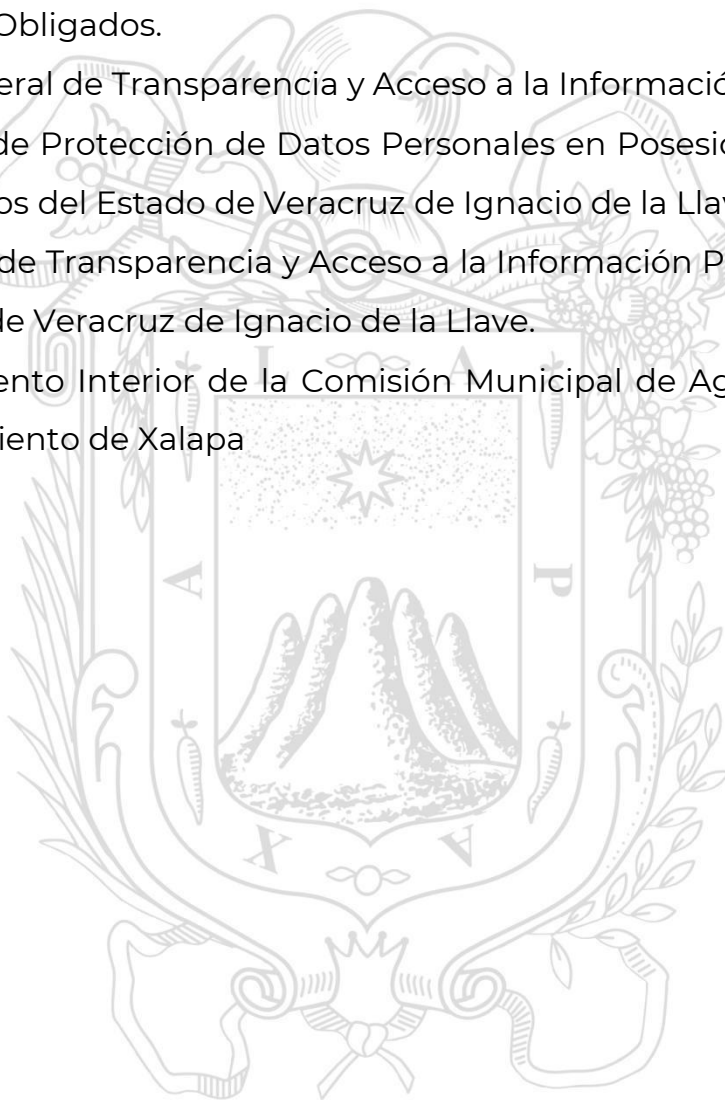 Obligados.
eral de Transparencia y Acceso a la Informació
de Protección de Datos Personales en Posesi
os del Estado de Veracruz de Ignacio de la Lla
de Transparencia y Acceso a la Información P
de Veracruz de Ignacio de la Llave.
ento Interior de la Comisión Municipal de Ag
iento de Xalapa
L A
A P
X A